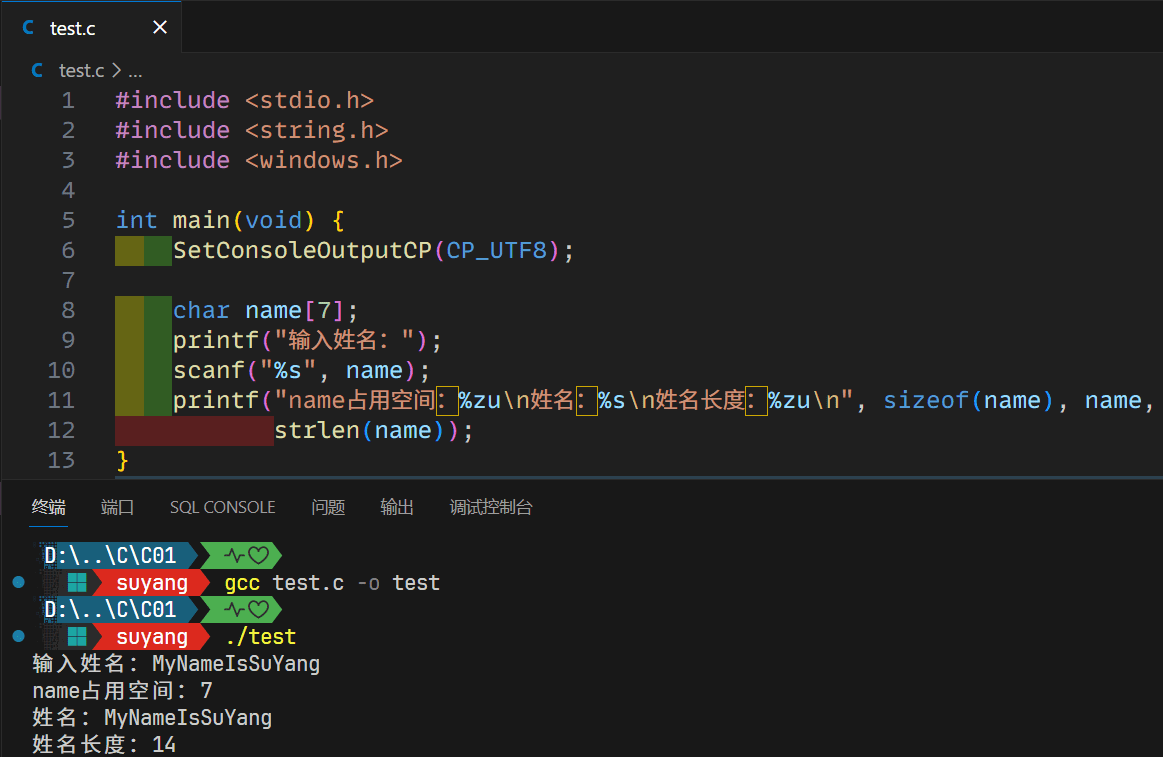 test.c
test.c > ...
1 #include <stdio.h>
2 #include <string.h>
3 #include <windows.h>
4
5 int main(void) {
6 SetConsoleOutputCP(CP_UTF8);
7
8 char name[7];
9 printf("输入姓名：");
10 scanf("%s", name);
11 printf("name占用空间：%zu\n姓名：%s\n姓名长度：%zu\n", sizeof(name), name,
12 strlen(name));
13 }
终端 端口 SQL CONSOLE 问题 输出 调试控制台
D:\..\C\C01
suyang gcc test.c -o test
D:\..\C\C01
suyang ./test
输入姓名：MyNameIsSuYang
name占用空间：7
姓名：MyNameIsSuYang
姓名长度：14